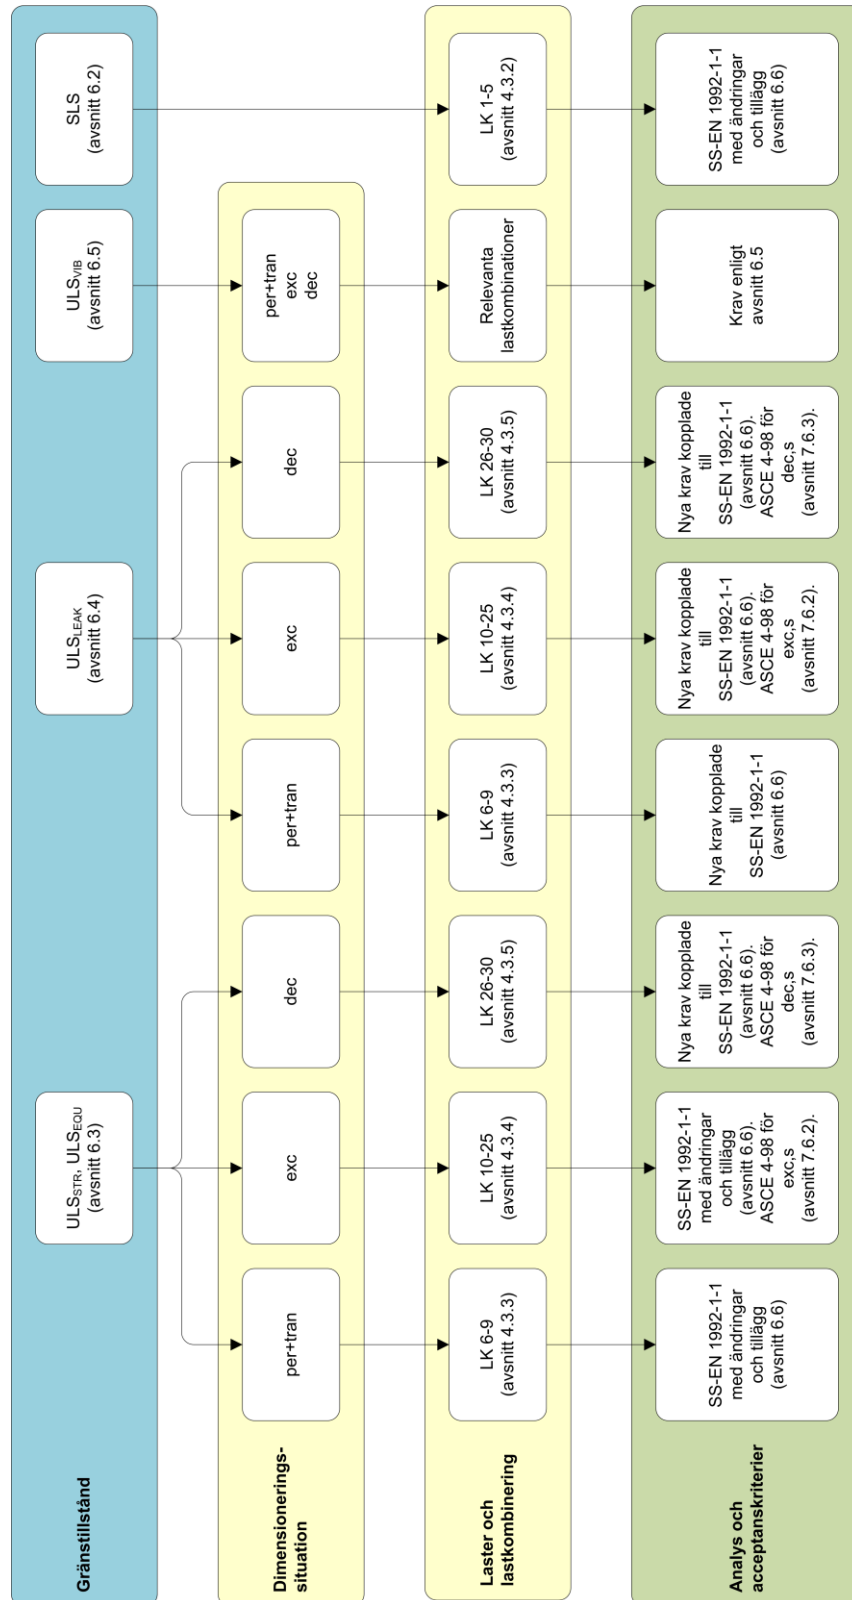 Gränstillstånd
ULSSTR, ULSEQU
(avsnitt 6.3)
ULSLEAK
(avsnitt 6.4)
ULSVIB
(avsnitt 6.5)
SLS
(avsnitt 6.2)
Dimensionerings-
situation
per+tran
exc
dec
per+tran
exc
dec
per+tran
exc
dec
Laster och
lastkombinering
LK 6-9
(avsnitt 4.3.3)
LK 10-25
(avsnitt 4.3.4)
LK 26-30
(avsnitt 4.3.5)
LK 6-9
(avsnitt 4.3.3)
LK 10-25
(avsnitt 4.3.4)
LK 26-30
(avsnitt 4.3.5)
Relevanta
lastkombinationer
LK 1-5
(avsnitt 4.3.2)
Analys och
acceptanskriterier
SS-EN 1992-1-1
med ändringar
och tillägg
(avsnitt 6.6)
SS-EN 1992-1-1
med ändringar
och tillägg
(avsnitt 6.6).
ASCE 4-98 för
exc,s
(avsnitt 7.6.2).
Nya krav kopplade
till
SS-EN 1992-1-1
(avsnitt 6.6).
ASCE 4-98 för
dec,s
(avsnitt 7.6.3).
Nya krav kopplade
till
SS-EN 1992-1-1
(avsnitt 6.6)
Nya krav kopplade
till
SS-EN 1992-1-1
(avsnitt 6.6).
ASCE 4-98 för
exc,s
(avsnitt 7.6.2).
Nya krav kopplade
till
SS-EN 1992-1-1
(avsnitt 6.6).
ASCE 4-98 för
dec,s
(avsnitt 7.6.3).
Krav enligt
avsnitt 6.5
SS-EN 1992-1-1
med ändringar
och tillägg
(avsnitt 6.6)